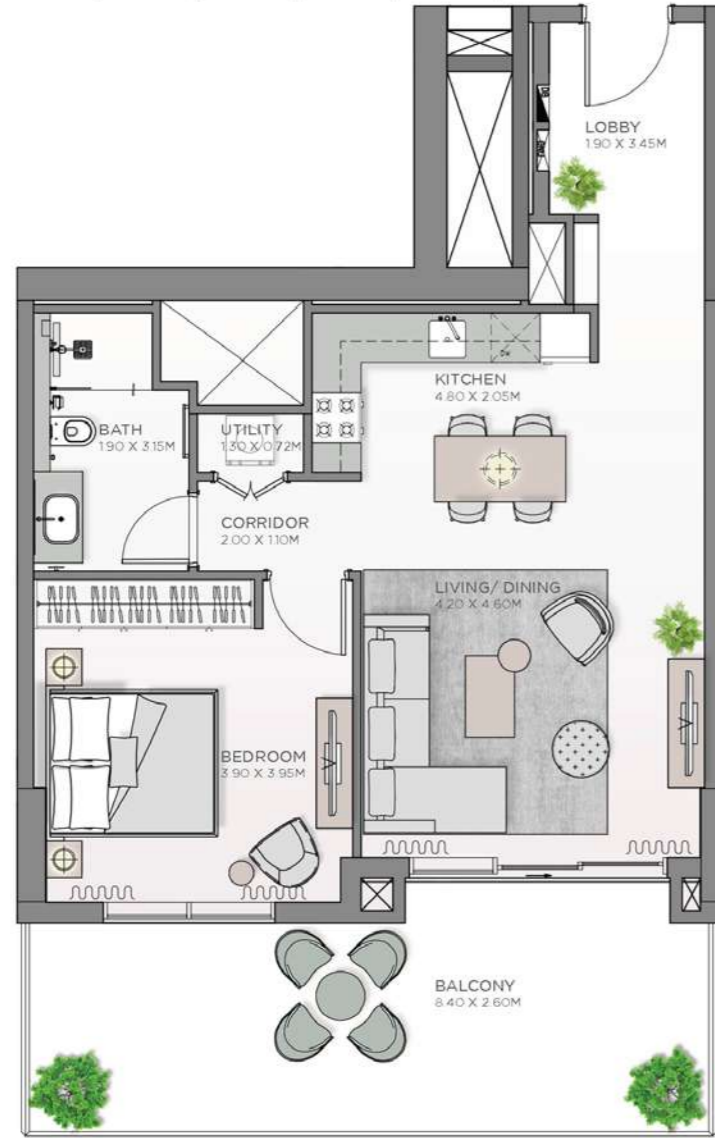 LOBBY
1.90 X 3.45M
DB
KITCHEN
4.80 X 2.05M
DW
BATH
1.90 X 3.15M
UTILITY
1.30 X 0.72M
CORRIDOR
2.00 X 1.10M
LIVING/ DINING
4.20 X 4.60M
BEDROOM
3.90 X 3.95M
BALCONY
8.40 X 2.60M